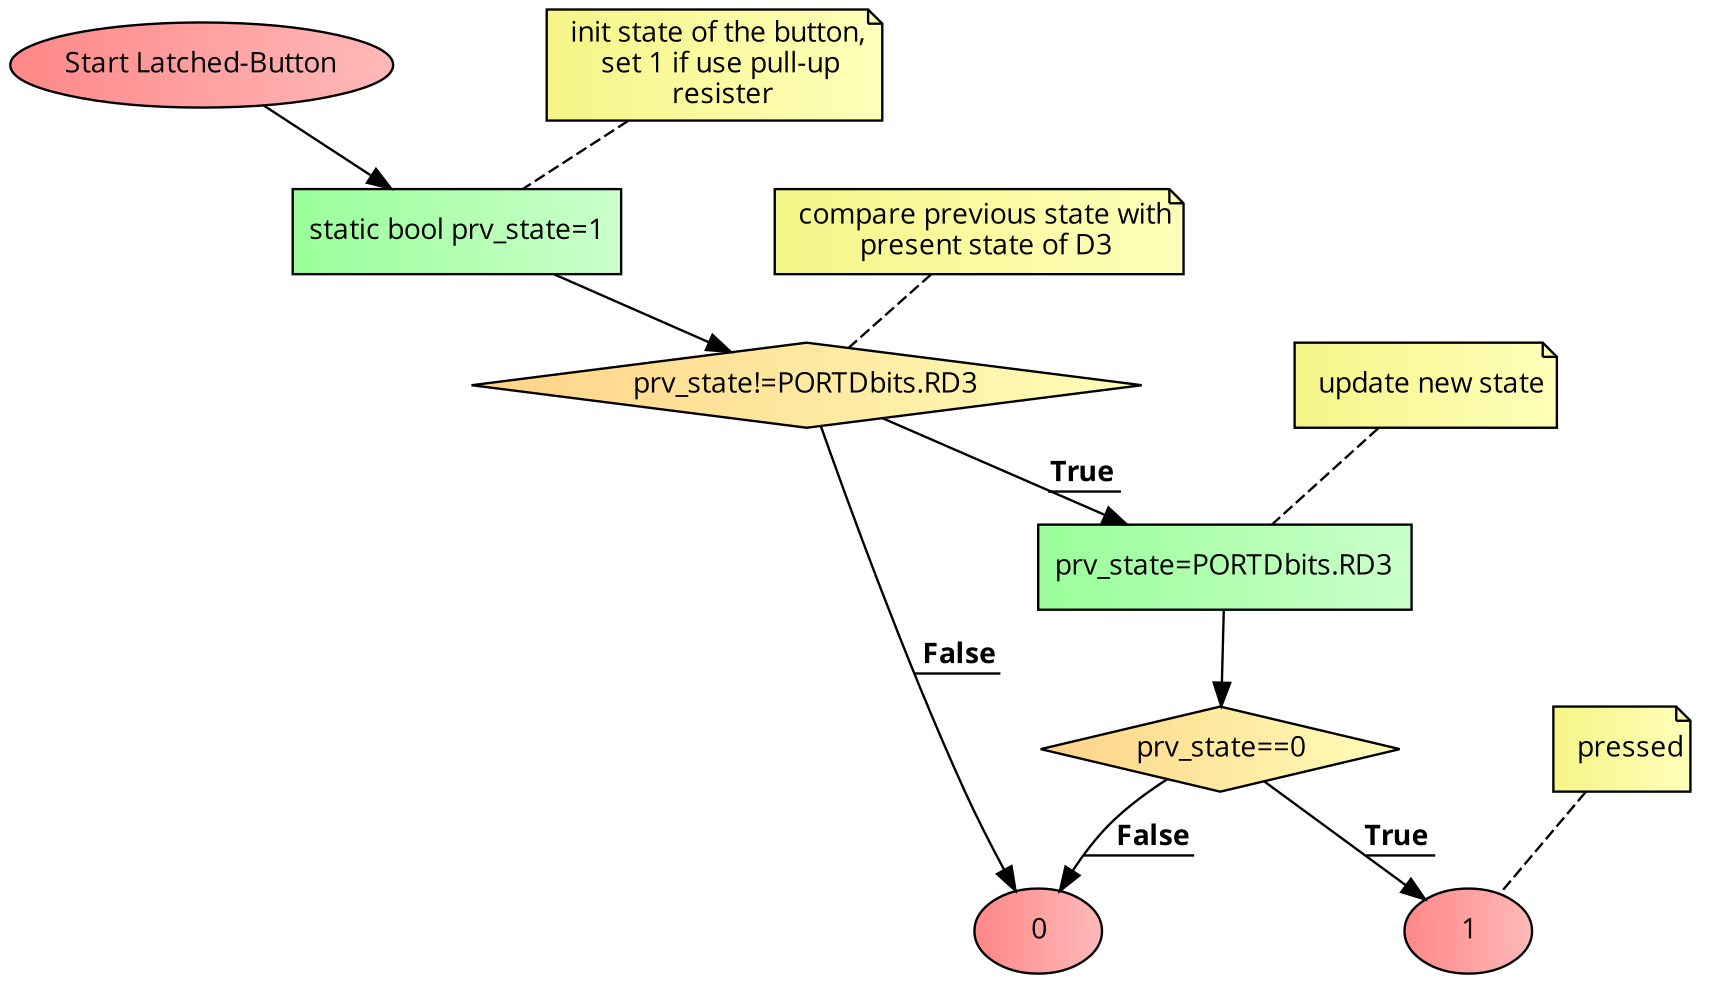 Start Latched-Button
init state of the button,
set 1 if use pull-up
resister
static bool prv_state=1
compare previous state with
present state of D3
prv_state!=PORTDbits.RD3
update new state
True
prv_state=PORTDbits.RD3
False
prv_state==0
pressed
False
True
0
1